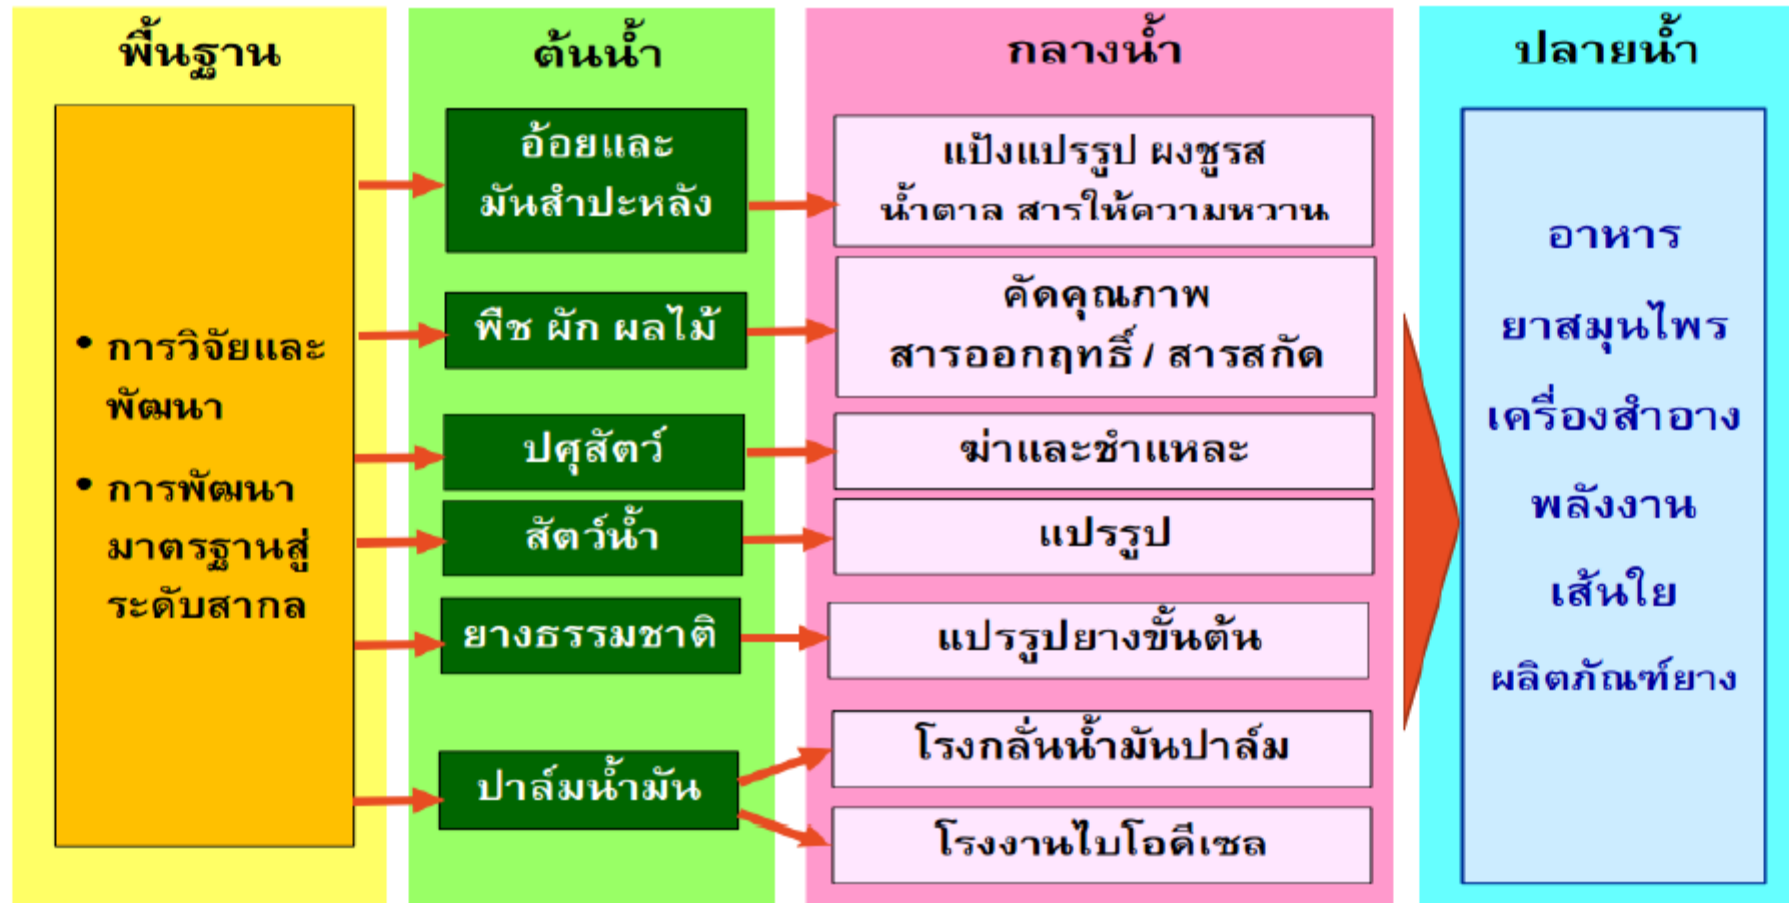 พื้นฐาน
• การวิจัยและ
พัฒนา
• การพัฒนา
มาตรฐานสู่
ระดับสากล
ต้นน้ำ
อ้อยและ
มันสำปะหลัง
พืช ผัก ผลไม้
ปศุสัตว์
สัตว์น้ำ
ยางธรรมชาติ
ปาล์มน้ำมัน
กลางน้ำ
แป้งแปรรูป ผงชูรส
น้ำตาล สารให้ความหวาน
คัดคุณภาพ
สารออกฤทธิ์ / สารสกัด
ฆ่าและชำแหละ
แปรรูป
แปรรูปยางขั้นต้น
โรงกลั่นน้ำมันปาล์ม
โรงงานไบโอดีเซล
ปลายน้ำ
อาหาร
ยาสมุนไพร
เครื่องสำอาง
พลังงาน
เส้นใย
ผลิตภัณฑ์ยาง